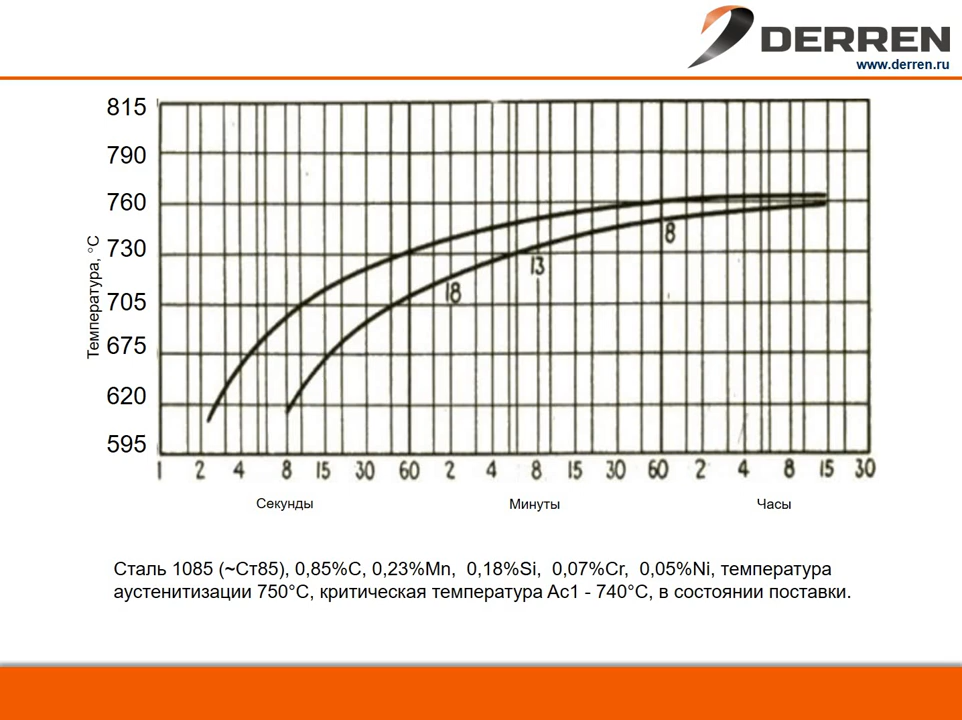 DERREN
www.derren.ru
815
790
760
730
705
675
620
595
Температура, °C
18
13
8
1 2 4 8 15 30 60 2 4 8 15 30 60 2 4 8 15 30
Секунды Минуты Часы
Сталь 1085 (~Ст85), 0,85%C, 0,23%Mn, 0,18%Si, 0,07%Cr, 0,05%Ni, температура
аустенитизации 750°C, критическая температура Ac1 - 740°C, в состоянии поставки.